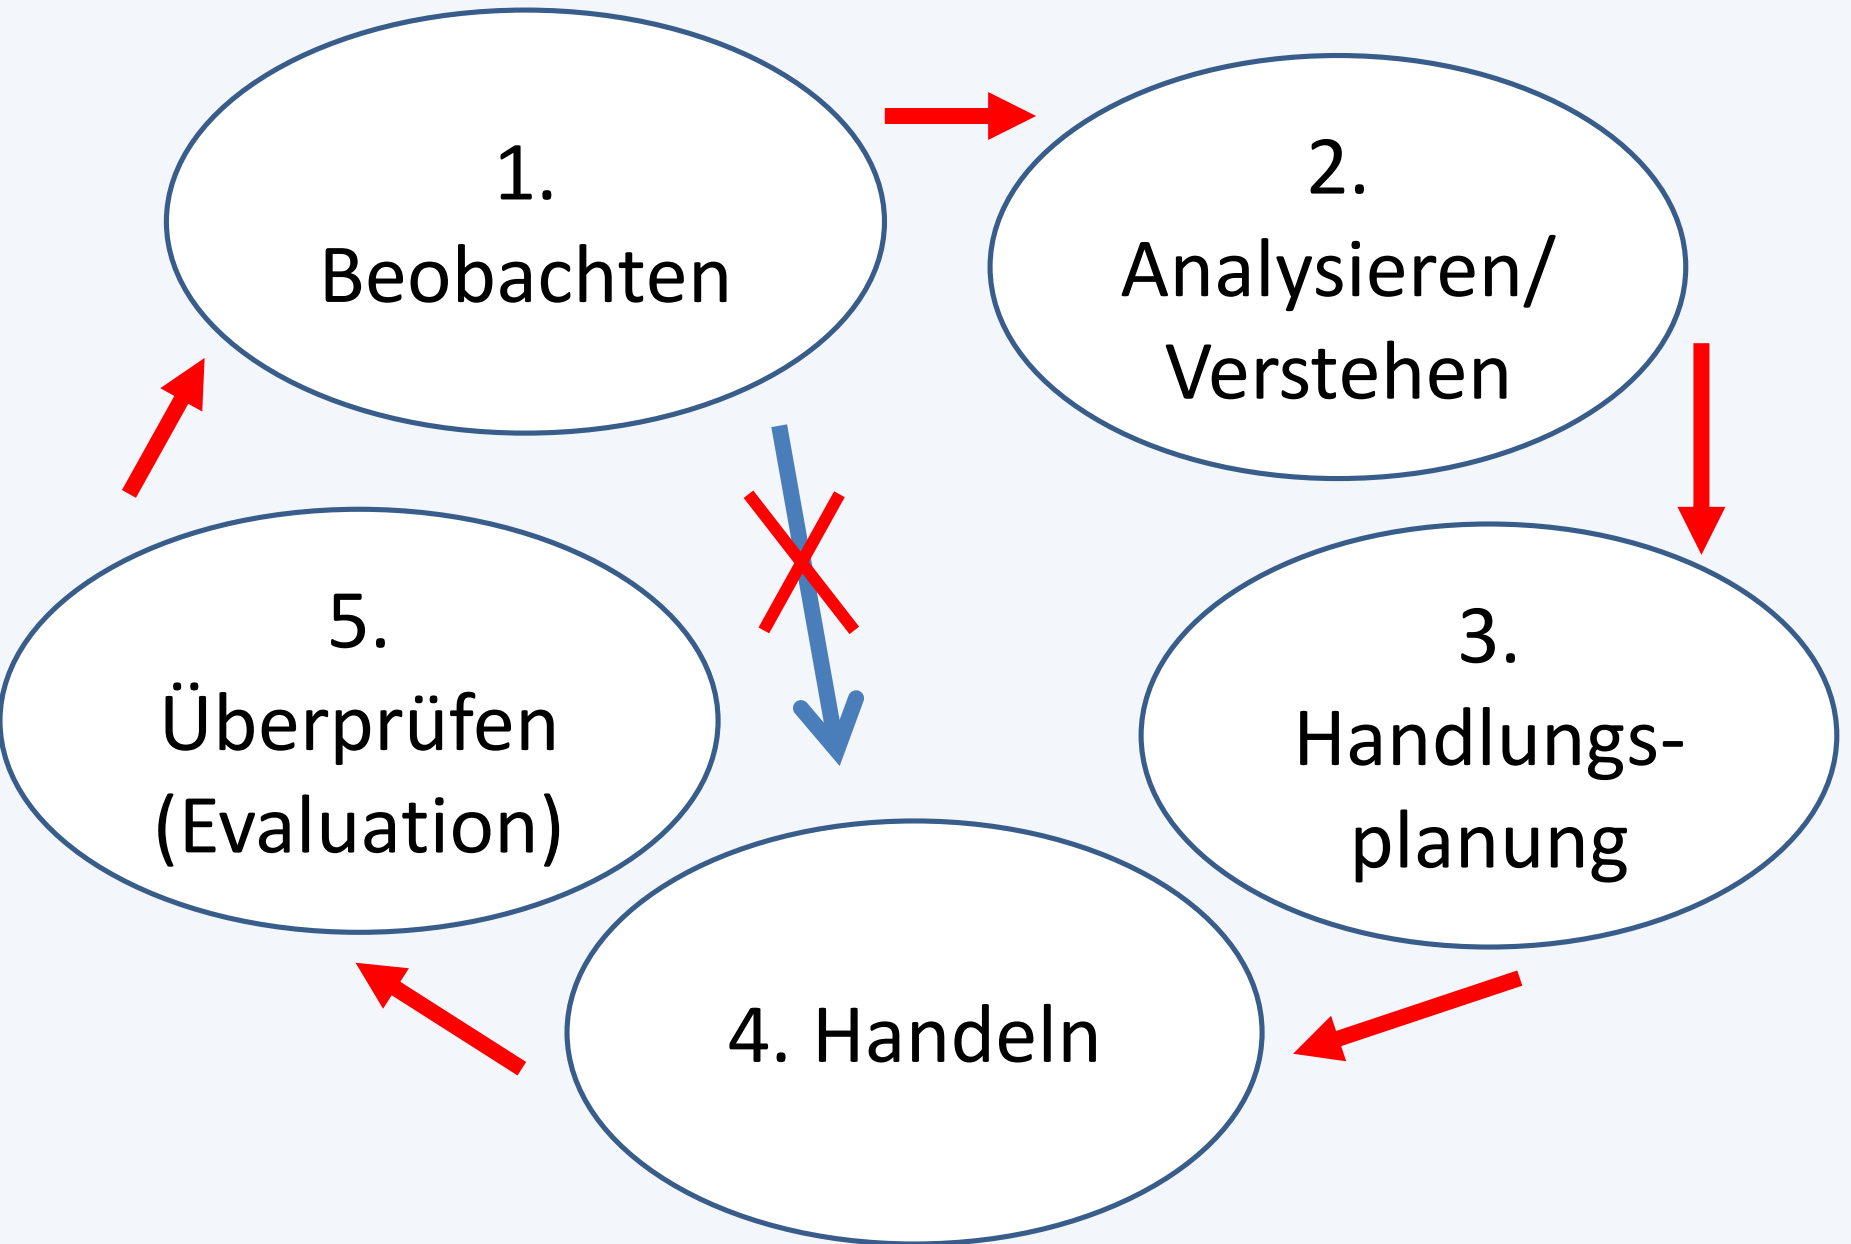 1.
Beobachten
2.
Analysieren/
Verstehen
3.
Handlungs-
planung
4. Handeln
5.
Überprüfen
(Evaluation)